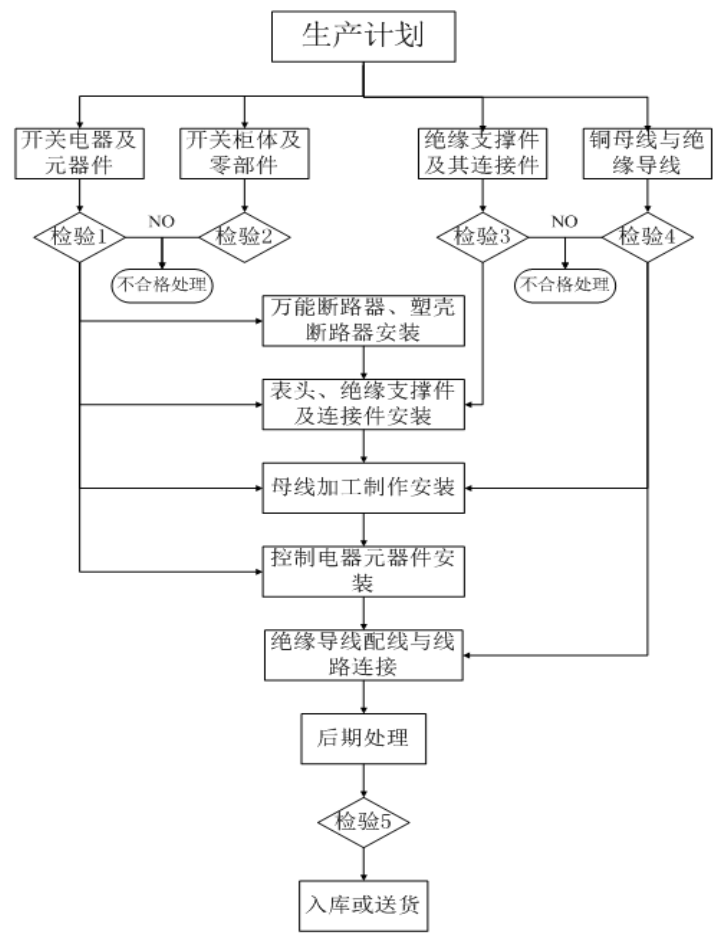 生产计划
开关电器及
元器件
开关柜体及
零部件
绝缘支撑件
及其连接件
铜母线与绝
缘导线
检验1
NO
检验2
检验3
NO
检验4
不合格处理
不合格处理
万能断路器、塑壳
断路器安装
表头、绝缘支撑件
及连接件安装
母线加工制作安装
控制电器元器件安
装
绝缘导线配线与线
路连接
后期处理
检验5
入库或送货